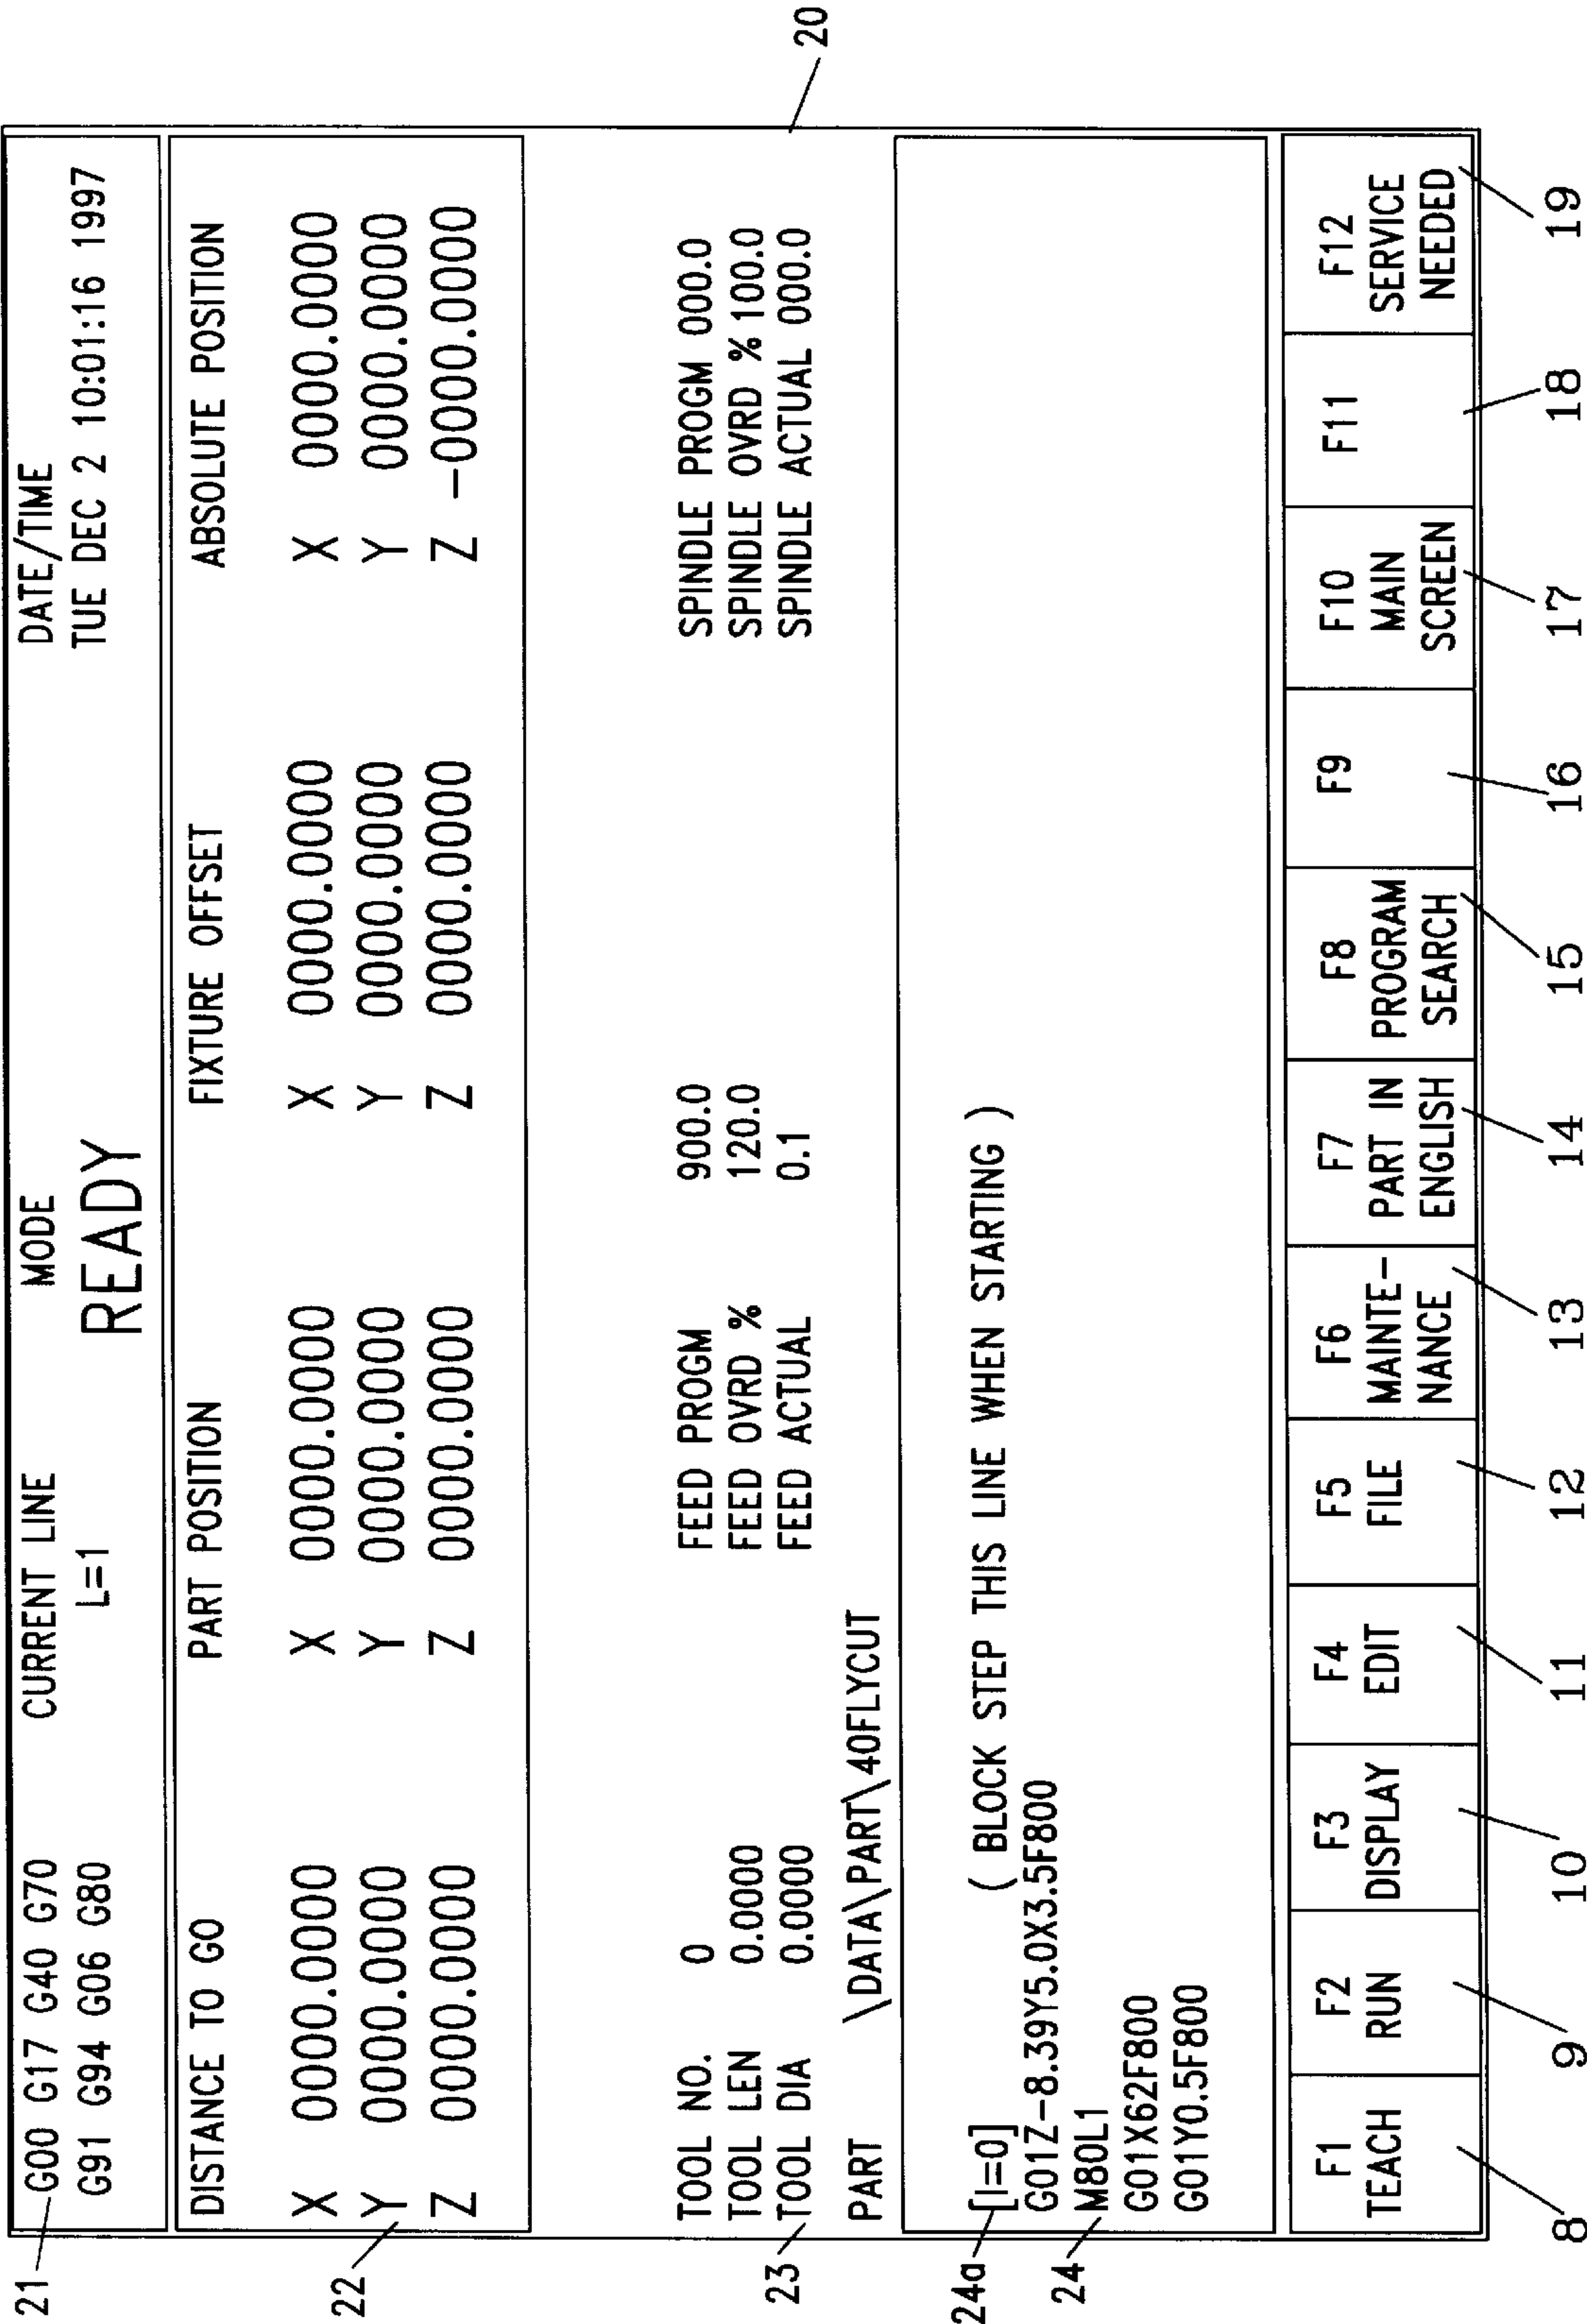 G00 G17 G40 G70 CURRENT LINE MODE DATE/TIME
G91 G94 G06 G80 L=1 READY TUE DEC 2 10:01:16 1997
21
DISTANCE TO GO PART POSITION FIXTURE OFFSET ABSOLUTE POSITION
X 0000.0000 X 0000.0000 X 0000.0000 X 0000.0000
Y 0000.0000 Y 0000.0000 Y 0000.0000 Y 0000.0000
Z 0000.0000 Z 0000.0000 Z 0000.0000 Z -0000.0000
22
TOOL NO. 0 FEED PROGM 900.0 SPINDLE PROGM 000.0
TOOL LEN 0.0000 FEED OVRD % 120.0 SPINDLE OVRD % 100.0
TOOL DIA 0.0000 FEED ACTUAL 0.1 SPINDLE ACTUAL 000.0
23
20
PART \DATA\PART\40FLYCUT
24a
[I=0] ( BLOCK STEP THIS LINE WHEN STARTING )
G01Z-8.39Y5.0X3.5F800
24
M80L1
G01X62F800
G01Y0.5F800
F1 F2 F3 F4 F5 F6 F7 F8 F9 F10 F11 F12
TEACH RUN DISPLAY EDIT FILE MAINTE- PART IN PROGRAM MAIN SERVICE
NANCE ENGLISH SEARCH SCREEN NEEDED
8 9 10 11 12 13 14 15 16 17 18 19